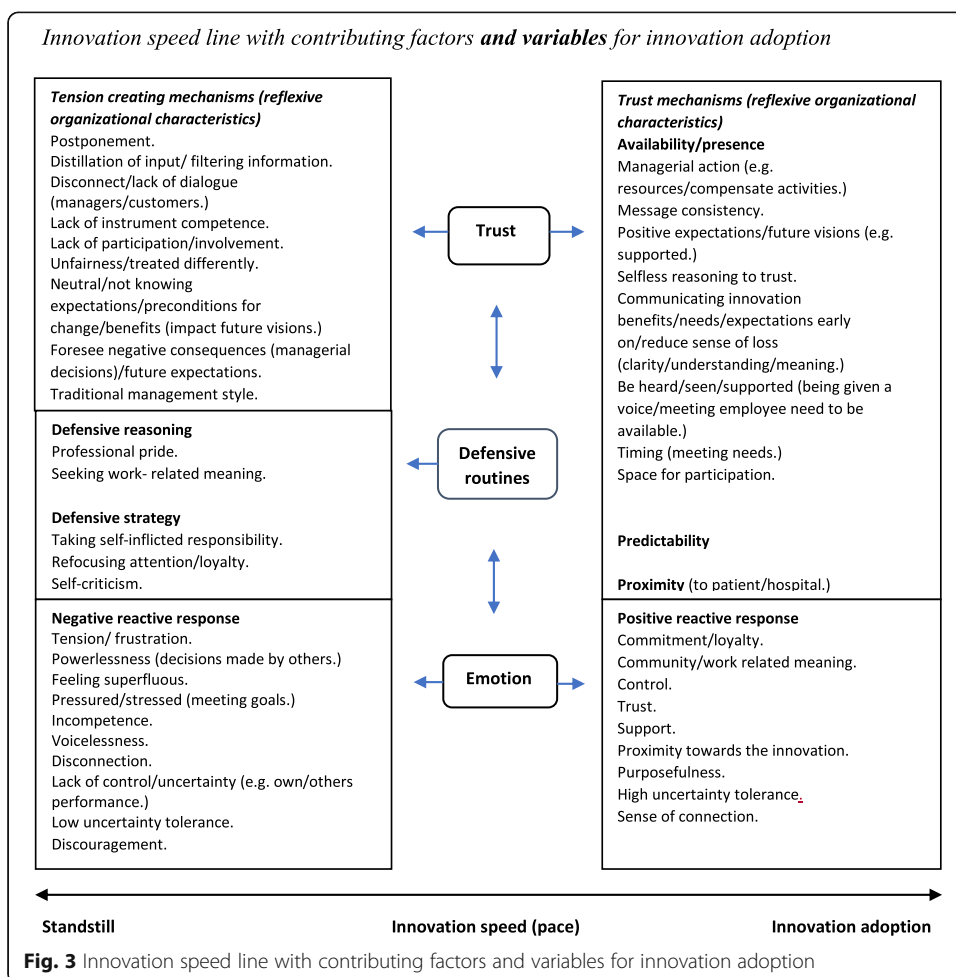 Innovation speed line with contributing factors and variables for innovation adoption
Tension creating mechanisms (reflexive
organizational characteristics)
Postponement.
Distillation of input/ filtering information.
Disconnect/lack of dialogue
(managers/customers.)
Lack of instrument competence.
Lack of participation/involvement.
Unfairness/treated differently.
Neutral/not knowing
expectations/preconditions for
change/benefits (impact future visions.)
Foresee negative consequences (managerial
decisions)/future expectations.
Traditional management style.
Defensive reasoning
Professional pride.
Seeking work- related meaning.
Defensive strategy
Taking self-inflicted responsibility.
Refocusing attention/loyalty.
Self-criticism.
Negative reactive response
Tension/ frustration.
Powerlessness (decisions made by others.)
Feeling superfluous.
Pressured/stressed (meeting goals.)
Incompetence.
Voicelessness.
Disconnection.
Lack of control/uncertainty (e.g. own/others
performance.)
Low uncertainty tolerance.
Discouragement.
Trust
Defensive
routines
Emotion
Trust mechanisms (reflexive organizational
characteristics)
Availability/presence
Managerial action (e.g.
resources/compensate activities.)
Message consistency.
Positive expectations/future visions (e.g.
supported.)
Selfless reasoning to trust.
Communicating innovation
benefits/needs/expectations early
on/reduce sense of loss
(clarity/understanding/meaning.)
Be heard/seen/supported (being given a
voice/meeting employee need to be
available.)
Timing (meeting needs.)
Space for participation.
Predictability
Proximity (to patient/hospital.)
Positive reactive response
Commitment/loyalty.
Community/work related meaning.
Control.
Trust.
Support.
Proximity towards the innovation.
Purposefulness.
High uncertainty tolerance.
Sense of connection.
Standstill
Innovation speed (pace)
Innovation adoption
Fig. 3 Innovation speed line with contributing factors and variables for innovation adoption